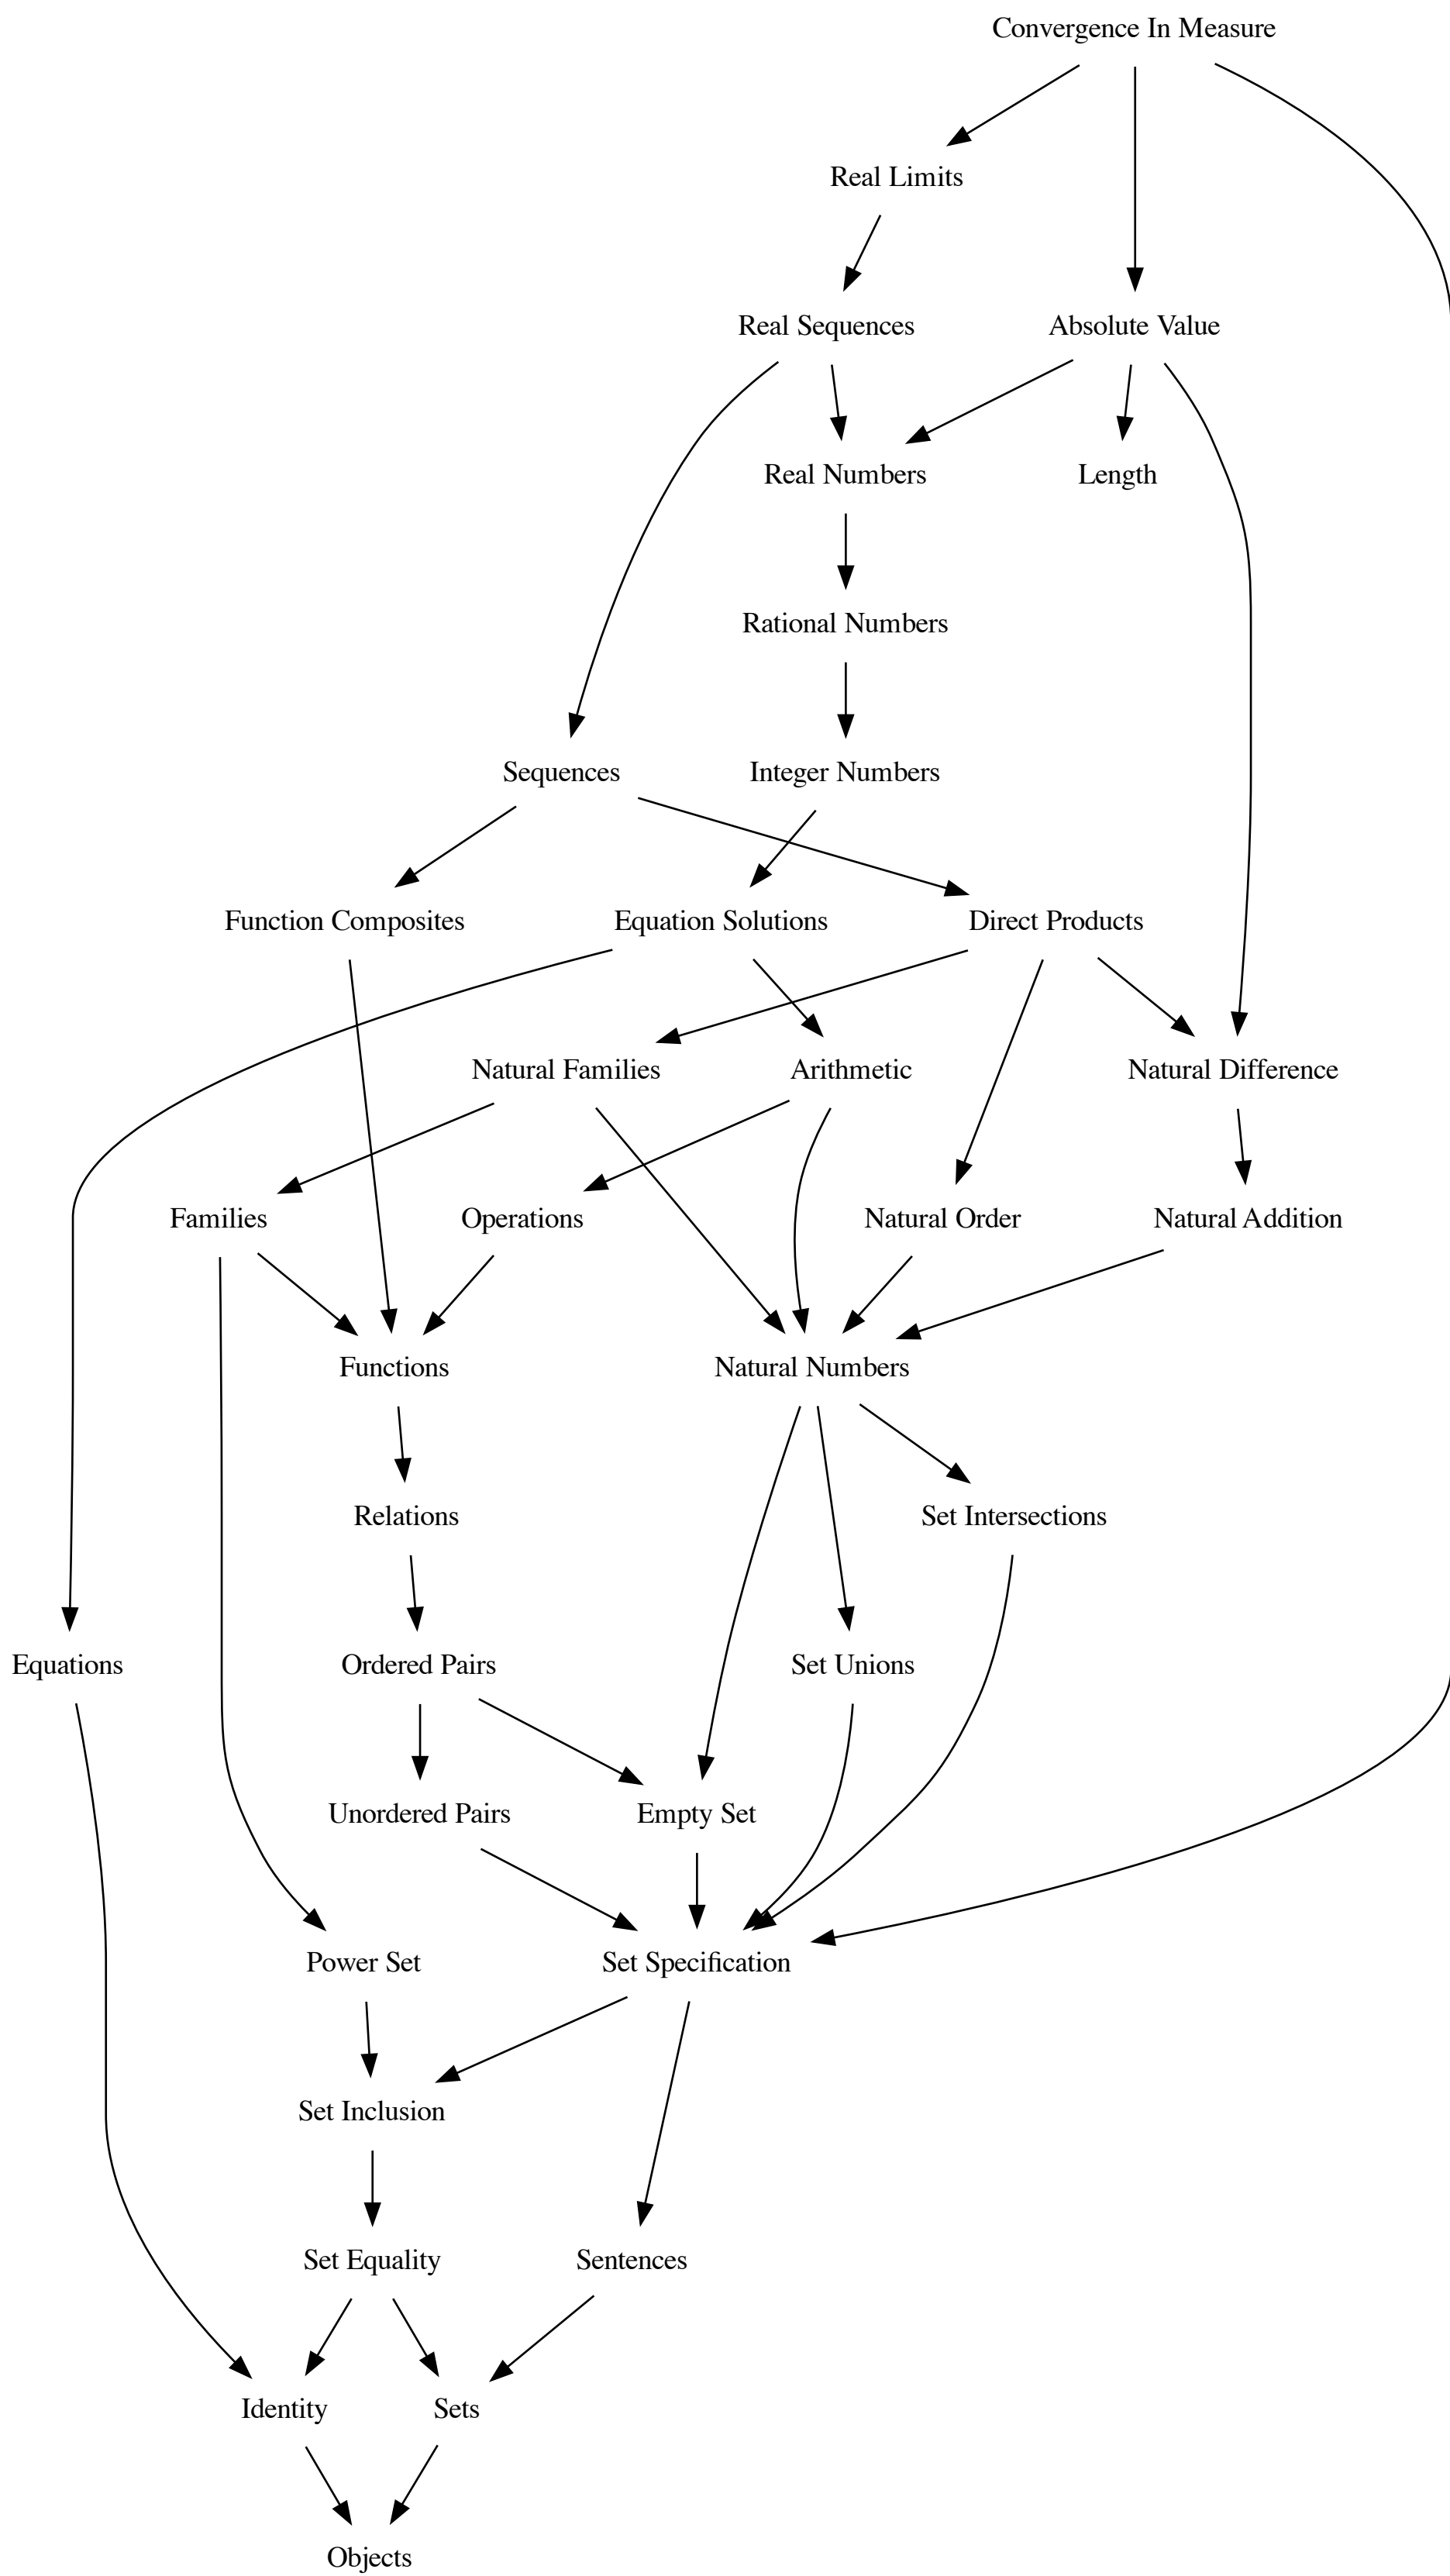 Convergence In Measure
Real Limits
Real Sequences
Absolute Value
Real Numbers
Length
Rational Numbers
Sequences
Integer Numbers
Function Composites
Equation Solutions
Direct Products
Natural Families
Arithmetic
Natural Difference
Families
Operations
Natural Order
Natural Addition
Functions
Natural Numbers
Relations
Set Intersections
Equations
Ordered Pairs
Set Unions
Unordered Pairs
Empty Set
Power Set
Set Specification
Set Inclusion
Set Equality
Sentences
Identity
Sets
Objects